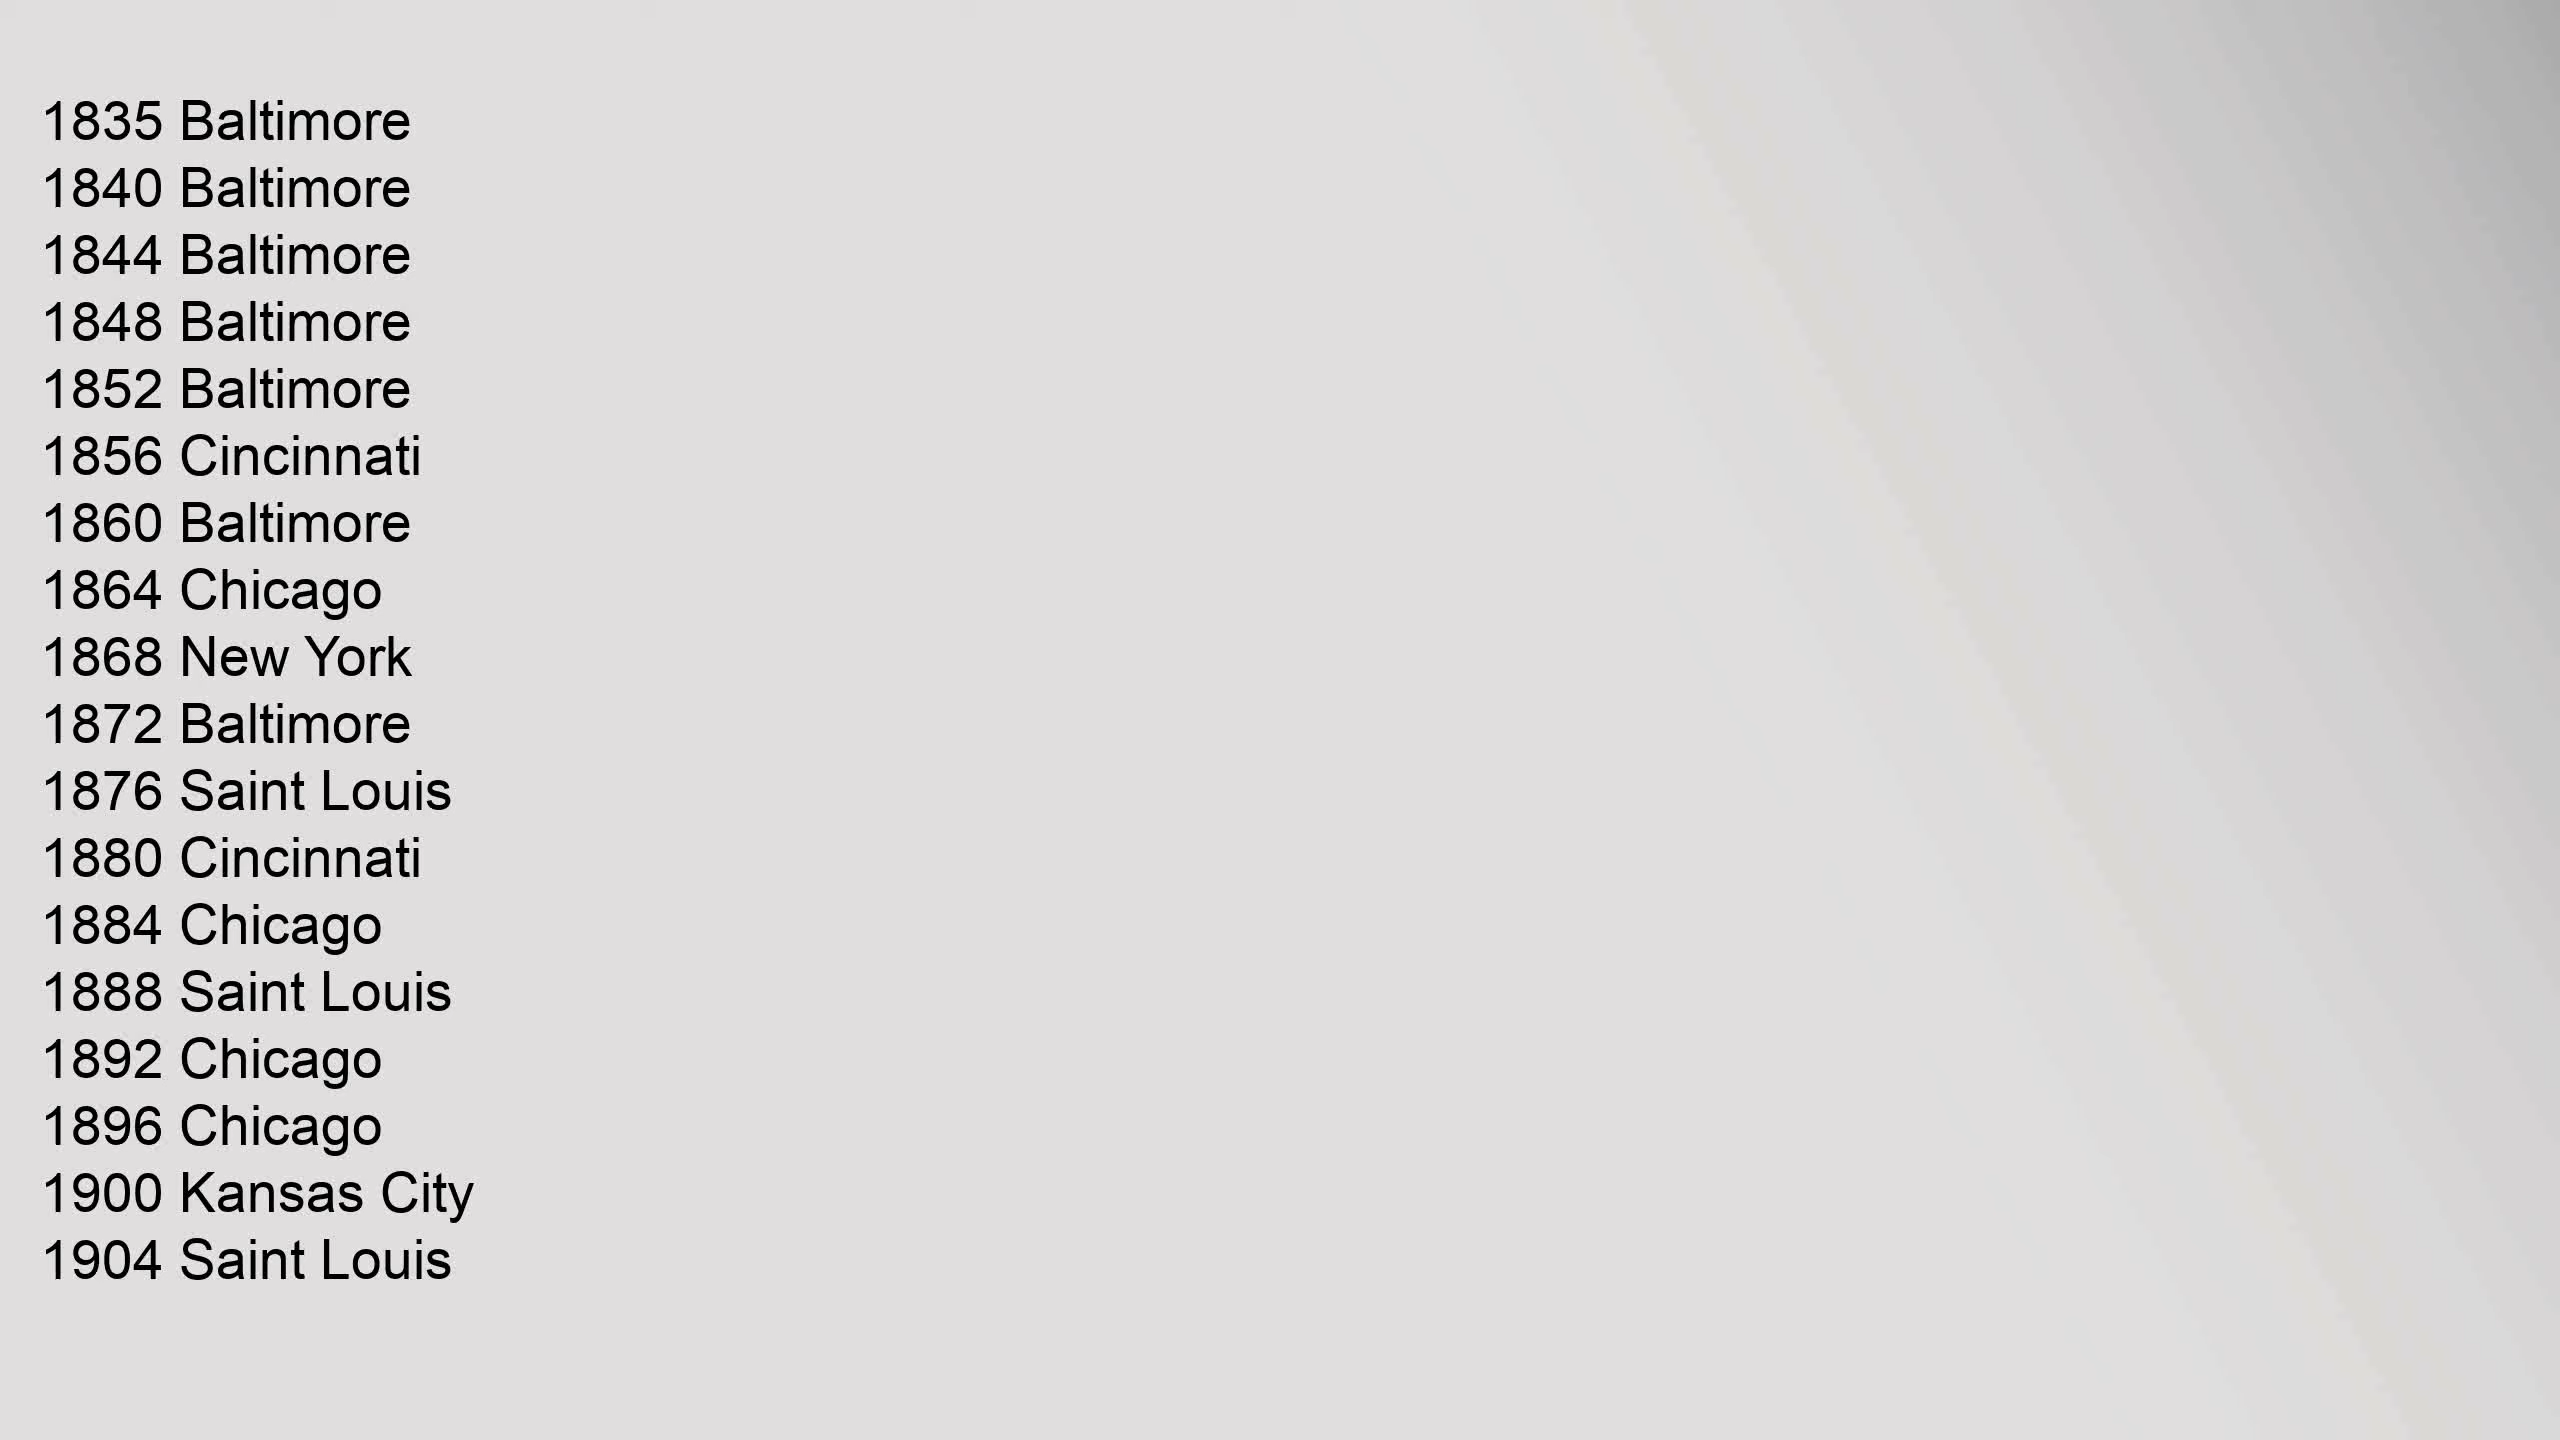 1835 Baltimore
1840 Baltimore
1844 Baltimore
1848 Baltimore
1852 Baltimore
1856 Cincinnati
1860 Baltimore
1864 Chicago
1868 New York
1872 Baltimore
1876 Saint Louis
1880 Cincinnati
1884 Chicago
1888 Saint Louis
1892 Chicago
1896 Chicago
1900 Kansas City
1904 Saint Louis